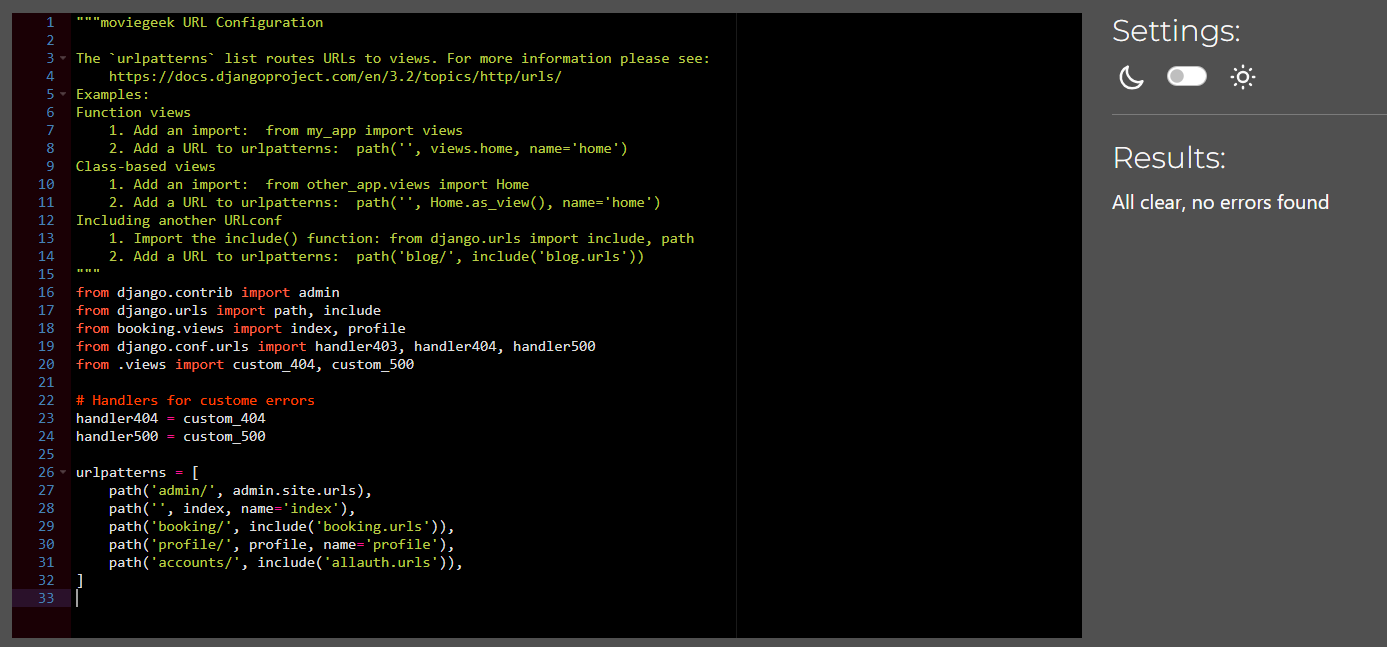 1 """moviegeek URL Configuration
2
3 The `urlpatterns` list routes URLs to views. For more information please see:
4     https://docs.djangoproject.com/en/3.2/topics/http/urls/
5 Examples:
6 Function views
7     1. Add an import:  from my_app import views
8     2. Add a URL to urlpatterns:  path('', views.home, name='home')
9 Class-based views
10     1. Add an import:  from other_app.views import Home
11     2. Add a URL to urlpatterns:  path('', Home.as_view(), name='home')
12 Including another URLconf
13     1. Import the include() function: from django.urls import include, path
14     2. Add a URL to urlpatterns:  path('blog/', include('blog.urls'))
15 """
16 from django.contrib import admin
17 from django.urls import path, include
18 from booking.views import index, profile
19 from django.conf.urls import handler403, handler404, handler500
20 from .views import custom_404, custom_500
21
22 # Handlers for custome errors
23 handler404 = custom_404
24 handler500 = custom_500
25
26 urlpatterns = [
27     path('admin/', admin.site.urls),
28     path('', index, name='index'),
29     path('booking/', include('booking.urls')),
30     path('profile/', profile, name='profile'),
31     path('accounts/', include('allauth.urls')),
32 ]
33
Settings:
Results:
All clear, no errors found